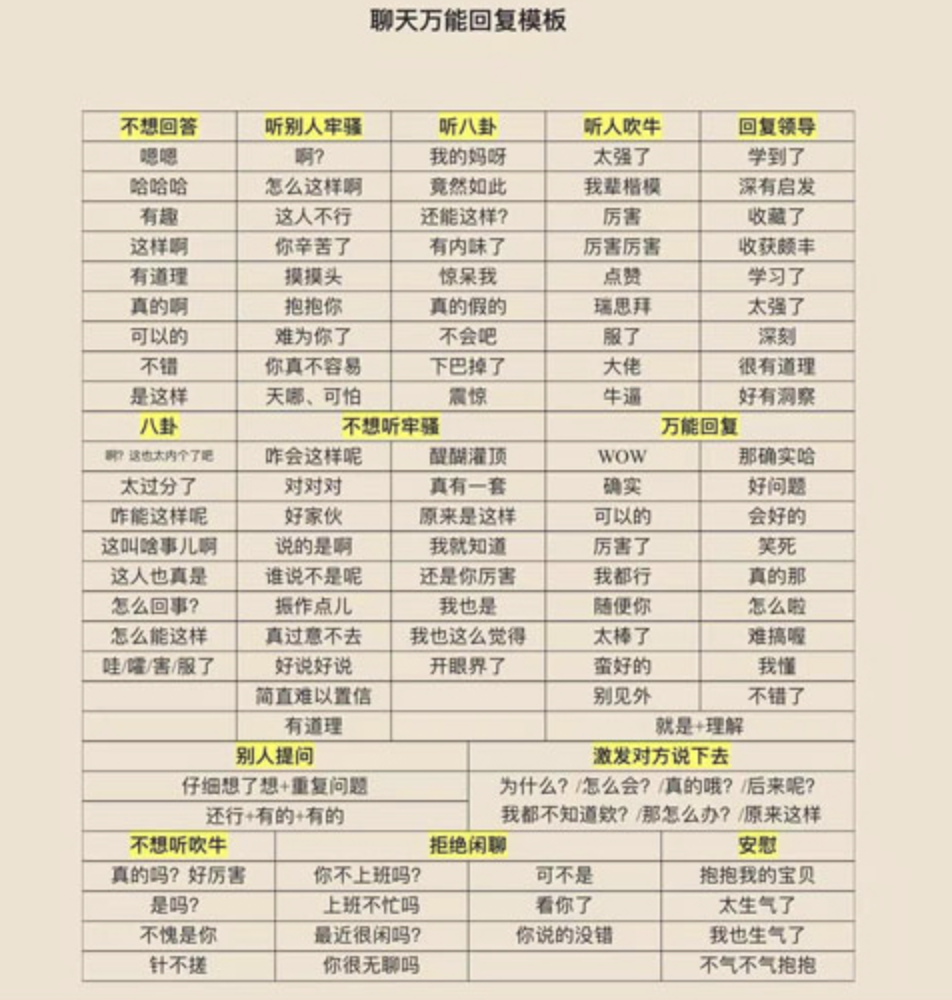 聊天万能回复模板
不想回答 听别人牢骚 听八卦 听人吹牛 回复领导
嗯嗯 啊? 我的妈呀 太强了 学到了
哈哈哈 怎么这样啊 竟然如此 我辈楷模 深有启发
有趣 这人不行 还能这样? 厉害 收藏了
这样啊 你辛苦了 有内味了 厉害厉害 收获颇丰
有道理 摸摸头 惊呆我 点赞 学习了
真的啊 抱抱你 真的假的 瑞思拜 太强了
可以的 难为你了 不会吧 服了 深刻
不错 你真不容易 下巴掉了 大佬 很有道理
是这样 天哪、可怕 震惊 牛逼 好有洞察
八卦 不想听牢骚 万能回复
啊? 这也太内个了吧 咋会这样呢 醍醐灌顶 WOW 那确实哈
太过分了 对对对 真有一套 确实 好问题
咋能这样呢 好家伙 原来是这样 可以的 会好的
这叫啥事儿啊 说的是啊 我就知道 厉害了 笑死
这人也真是 谁说不是呢 还是你厉害 我都行 真的那
怎么回事? 振作点儿 我也是 随便你 怎么啦
怎么能这样 真过意不去 我也这么觉得 太棒了 难搞喔
哇/嚯/害/服了 好说好说 开眼界了 蛮好的 我懂
简直难以置信 别见外 不错了
有道理 就是+理解
别人提问 激发对方说下去
仔细想了想+重复问题 为什么? /怎么会? /真的哦? /后来呢?
还行+有的+有的 我都不知道欸? /那怎么办? /原来这样
不想听吹牛 拒绝闲聊 安慰
真的吗? 好厉害 你不上班吗? 可不是 抱抱我的宝贝
是吗? 上班不忙吗 看你了 太生气了
不愧是你 最近很闲吗? 你说的没错 我也生气了
针不搓 你很无聊吗 不气不气抱抱